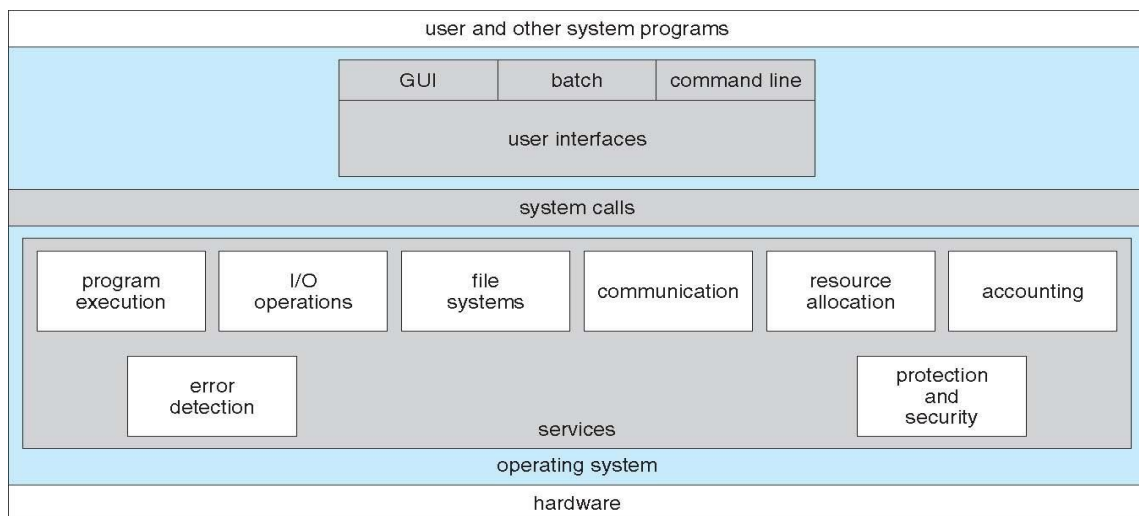 user and other system programs
GUI
batch
command line
user interfaces
system calls
program
execution
I/O
operations
file
systems
communication
resource
allocation
accounting
error
detection
protection
and
security
services
operating system
hardware